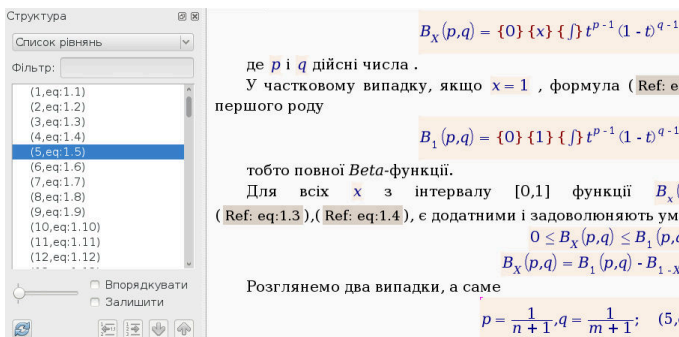 Структура
Список рівнянь
Фільтр:
(1,eq:1.1)
(2,eq:1.2)
(3,eq:1.3)
(4,eq:1.4)
(5,eq:1.5)
(6,eq:1.6)
(7,eq:1.7)
(8,eq:1.8)
(9,eq:1.9)
(10,eq:1.10)
(11,eq:1.11)
(12,eq:1.12)
Впорядкувати
Залишити
B_X(p,q) = {0} {x} {∫} t^{p-1} (1-t)^{q-1}
де p і q дійсні числа .
У частковому випадку, якщо x = 1 , формула ( Ref: e
першого роду
B_1(p,q) = {0} {1} {∫} t^{p-1} (1-t)^{q-1}
тобто повної Beta-функції.
Для всіх x з інтервалу [0,1] функції B_x(
( Ref: eq:1.3 ),( Ref: eq:1.4 ), є додатними і задоволюняють ум
0 ≤ B_X(p,q) ≤ B_1(p,q
B_X(p,q) = B_1(p,q) - B_{1-X
Розглянемо два випадки, а саме
p = 1/(n + 1), q = 1/(m + 1); (5,